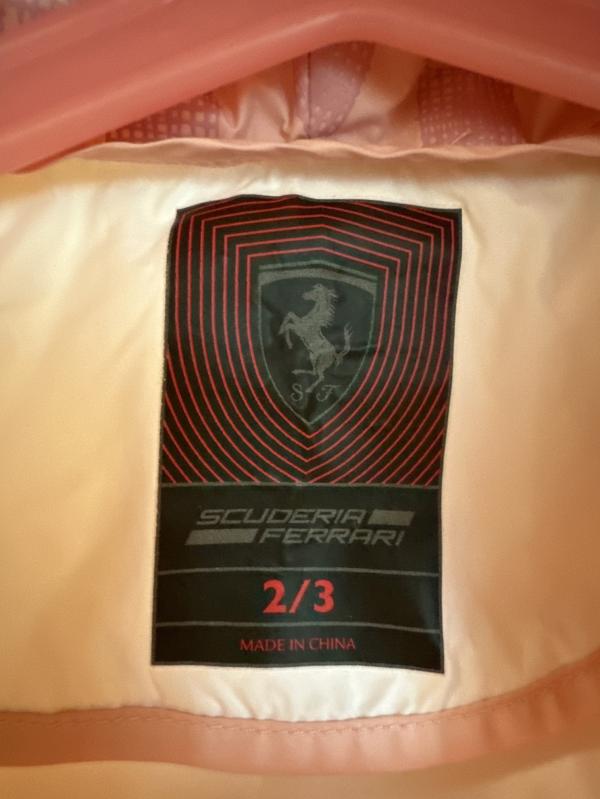 S F
SCUDERIA
FERRARI
2/3
MADE IN CHINA